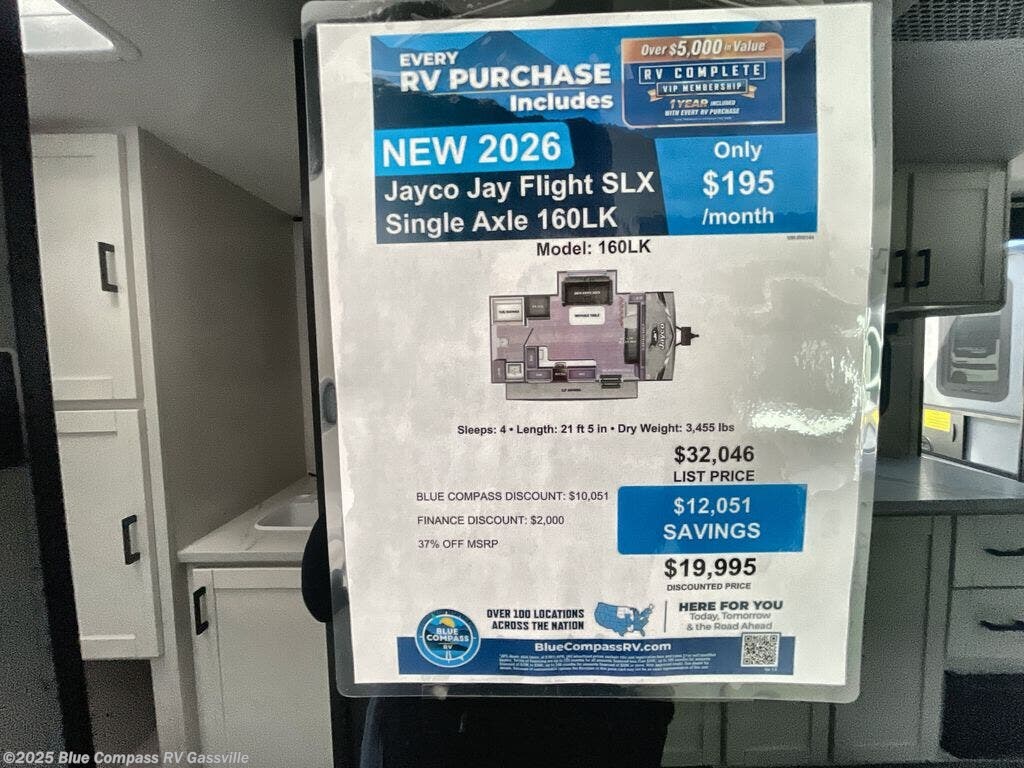 EVERY
RV PURCHASE
Includes
Over $5,000 in Value
RV COMPLETE
VIP MEMBERSHIP
1 YEAR INCLUDED
WITH EVERY RV PURCHASE
NEW 2026
Jayco Jay Flight SLX
Single Axle 160LK
Only
$195
/month
Model: 160LK
Jayco
Sleeps: 4 • Length: 21 ft 5 in • Dry Weight: 3,455 lbs
$32,046
LIST PRICE
BLUE COMPASS DISCOUNT: $10,051
FINANCE DISCOUNT: $2,000
37% OFF MSRP
$12,051
SAVINGS
$19,995
DISCOUNTED PRICE
BLUE
COMPASS
RV
OVER 100 LOCATIONS
ACROSS THE NATION
HERE FOR YOU
Today, Tomorrow
& the Road Ahead
BlueCompassRV.com
©2025 Blue Compass RV Gassville